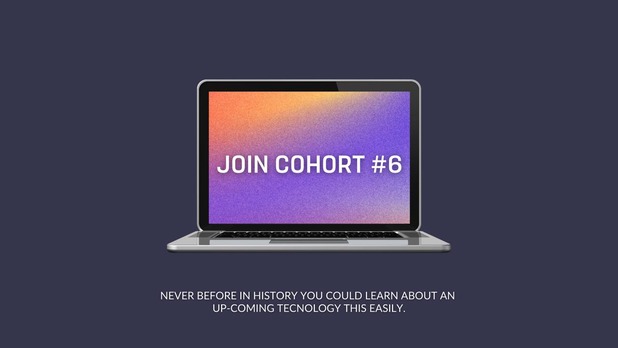 JOIN COHORT #6
NEVER BEFORE IN HISTORY YOU COULD LEARN ABOUT AN
UP-COMING TECNOLOGY THIS EASILY.